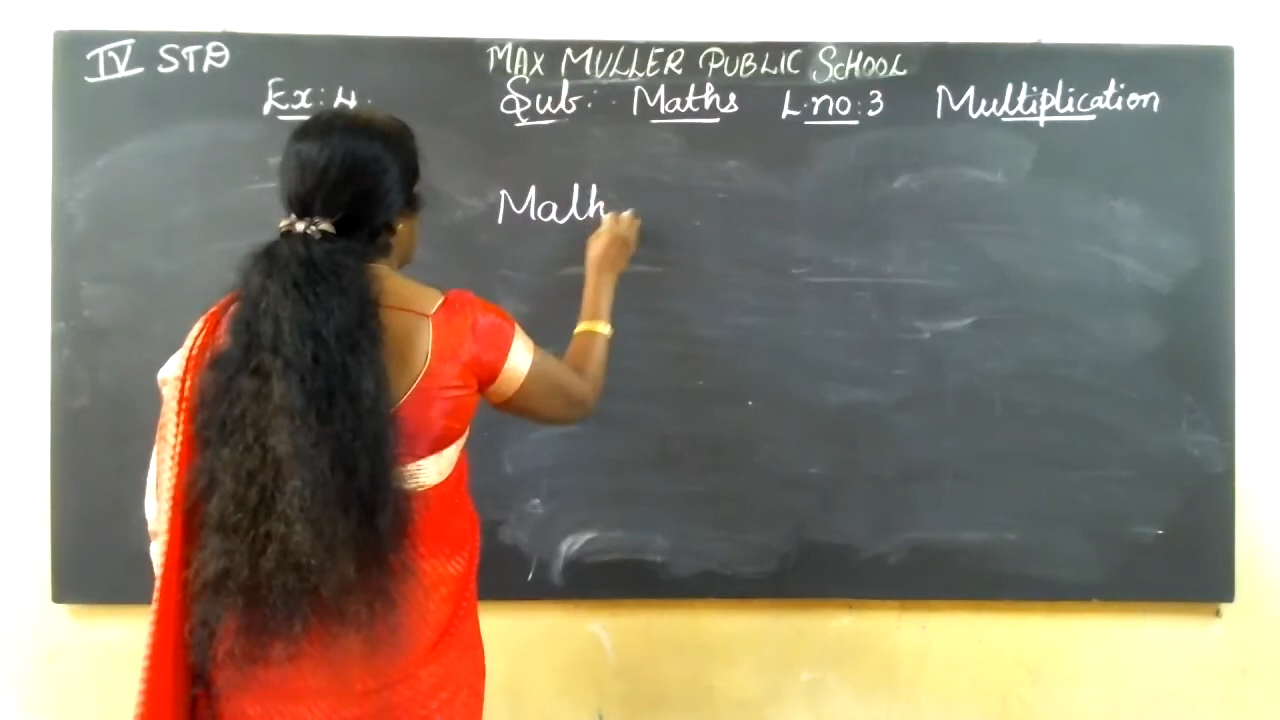 IV STD
MAX MULLER PUBLIC SCHOOL
Ex: 4. Sub: Maths L.no:3 Multiplication
Math